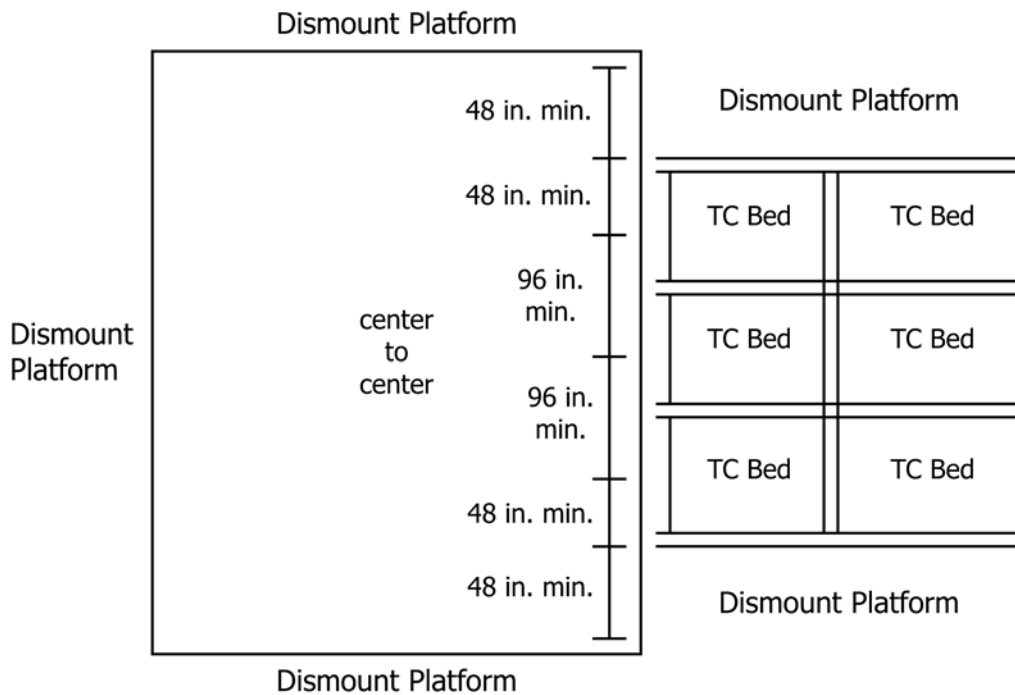 Dismount Platform
48 in. min.
Dismount Platform
48 in. min.
TC Bed
TC Bed
96 in.
min.
Dismount
Platform
center
to
center
TC Bed
TC Bed
96 in.
min.
TC Bed
TC Bed
48 in. min.
48 in. min.
Dismount Platform
Dismount Platform